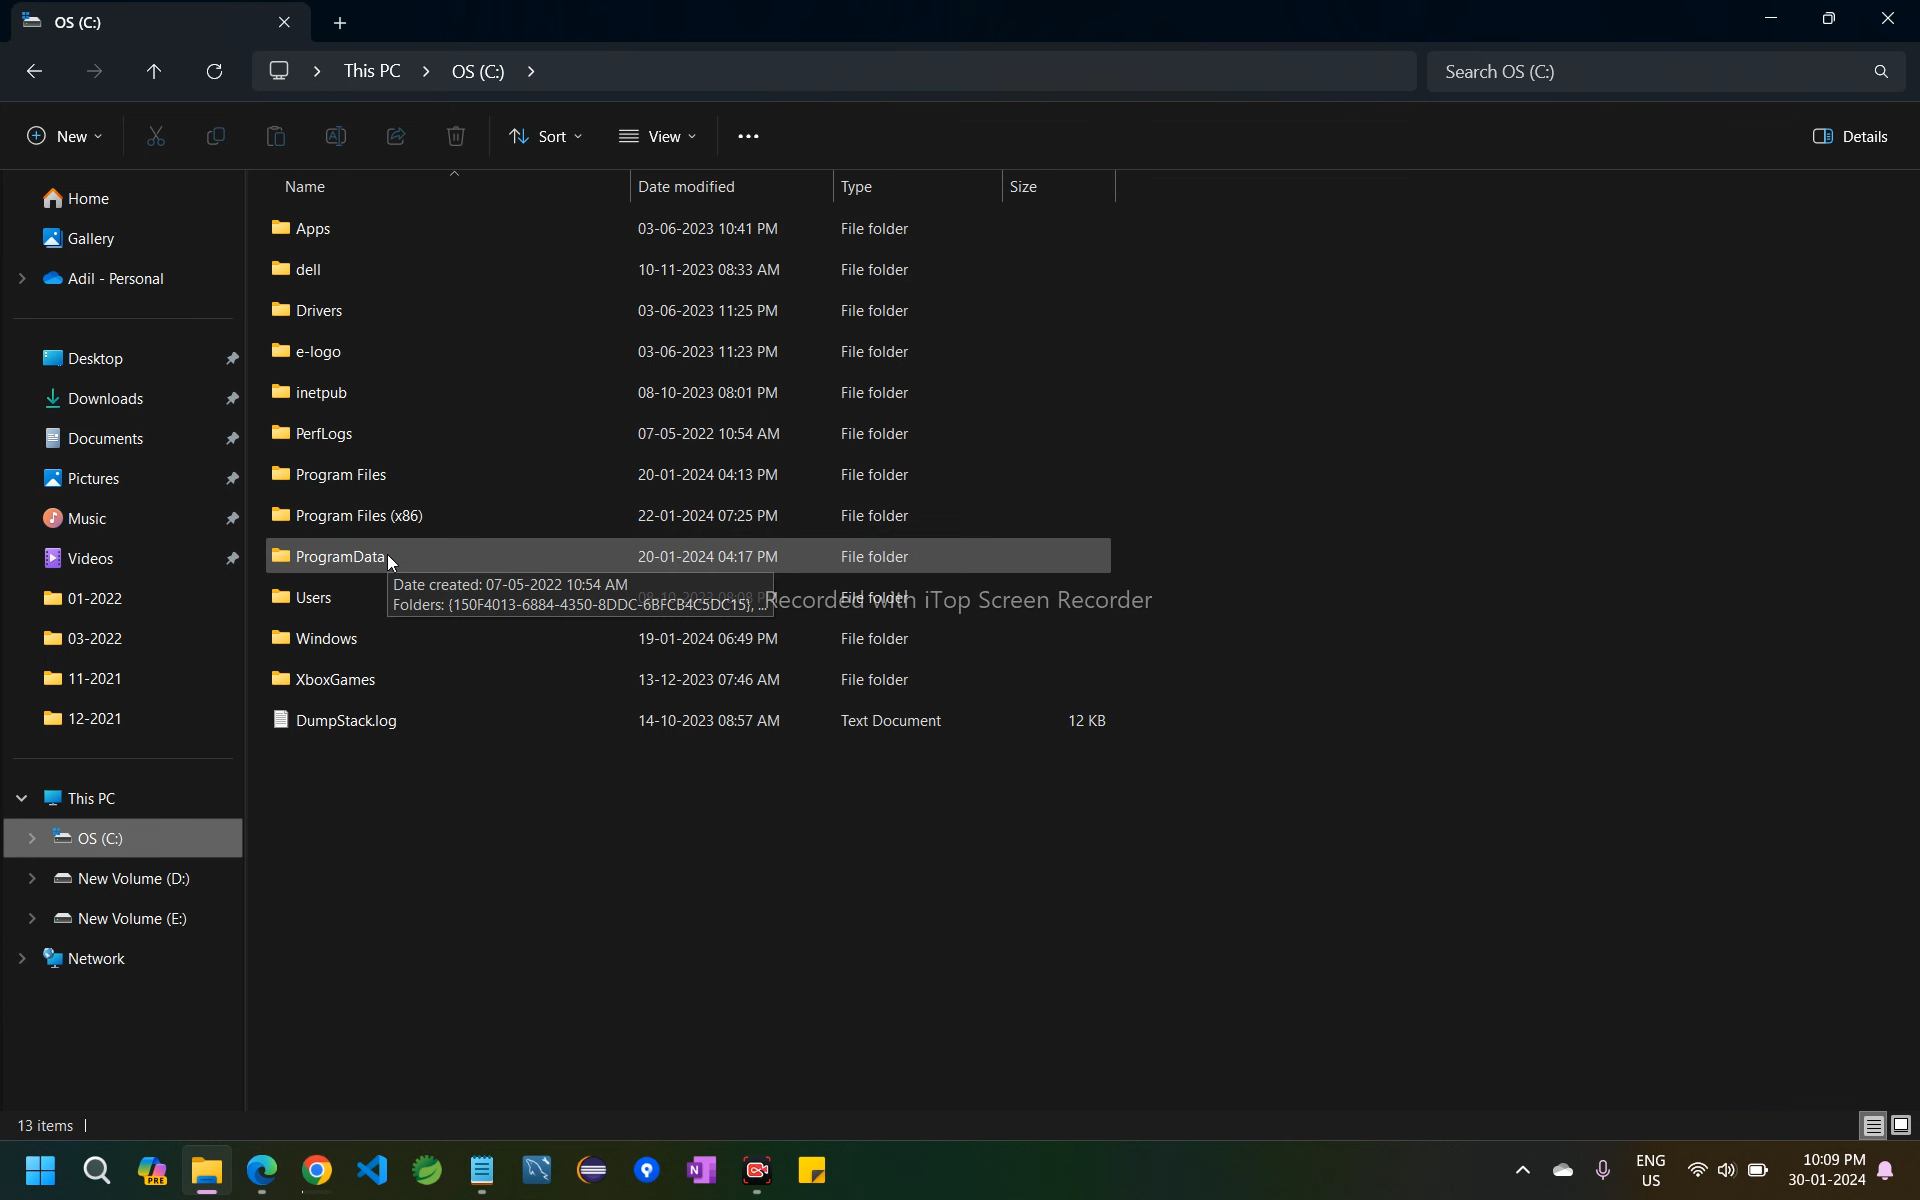 OS (C:)
This PC
OS (C:)
Search OS (C:)
New
Sort
View
Details
Name
Date modified
Type
Size
Home
Gallery
Adil - Personal
Desktop
Downloads
Documents
Pictures
Music
Videos
01-2022
03-2022
11-2021
12-2021
This PC
OS (C:)
New Volume (D:)
New Volume (E:)
Network
Apps 03-06-2023 10:41 PM File folder
dell 10-11-2023 08:33 AM File folder
Drivers 03-06-2023 11:25 PM File folder
e-logo 03-06-2023 11:23 PM File folder
inetpub 08-10-2023 08:01 PM File folder
PerfLogs 07-05-2022 10:54 AM File folder
Program Files 20-01-2024 04:13 PM File folder
Program Files (x86) 22-01-2024 07:25 PM File folder
ProgramData 20-01-2024 04:17 PM File folder
Date created: 07-05-2022 10:54 AM
Folders: {150F4013-6884-4350-8DDC-6BFCB4C5DC15}, ...
Users File folder
Recorded with iTop Screen Recorder
Windows 19-01-2024 06:49 PM File folder
XboxGames 13-12-2023 07:46 AM File folder
DumpStack.log 14-10-2023 08:57 AM Text Document 12 KB
13 items
PRE
N
ENG
US
10:09 PM
30-01-2024